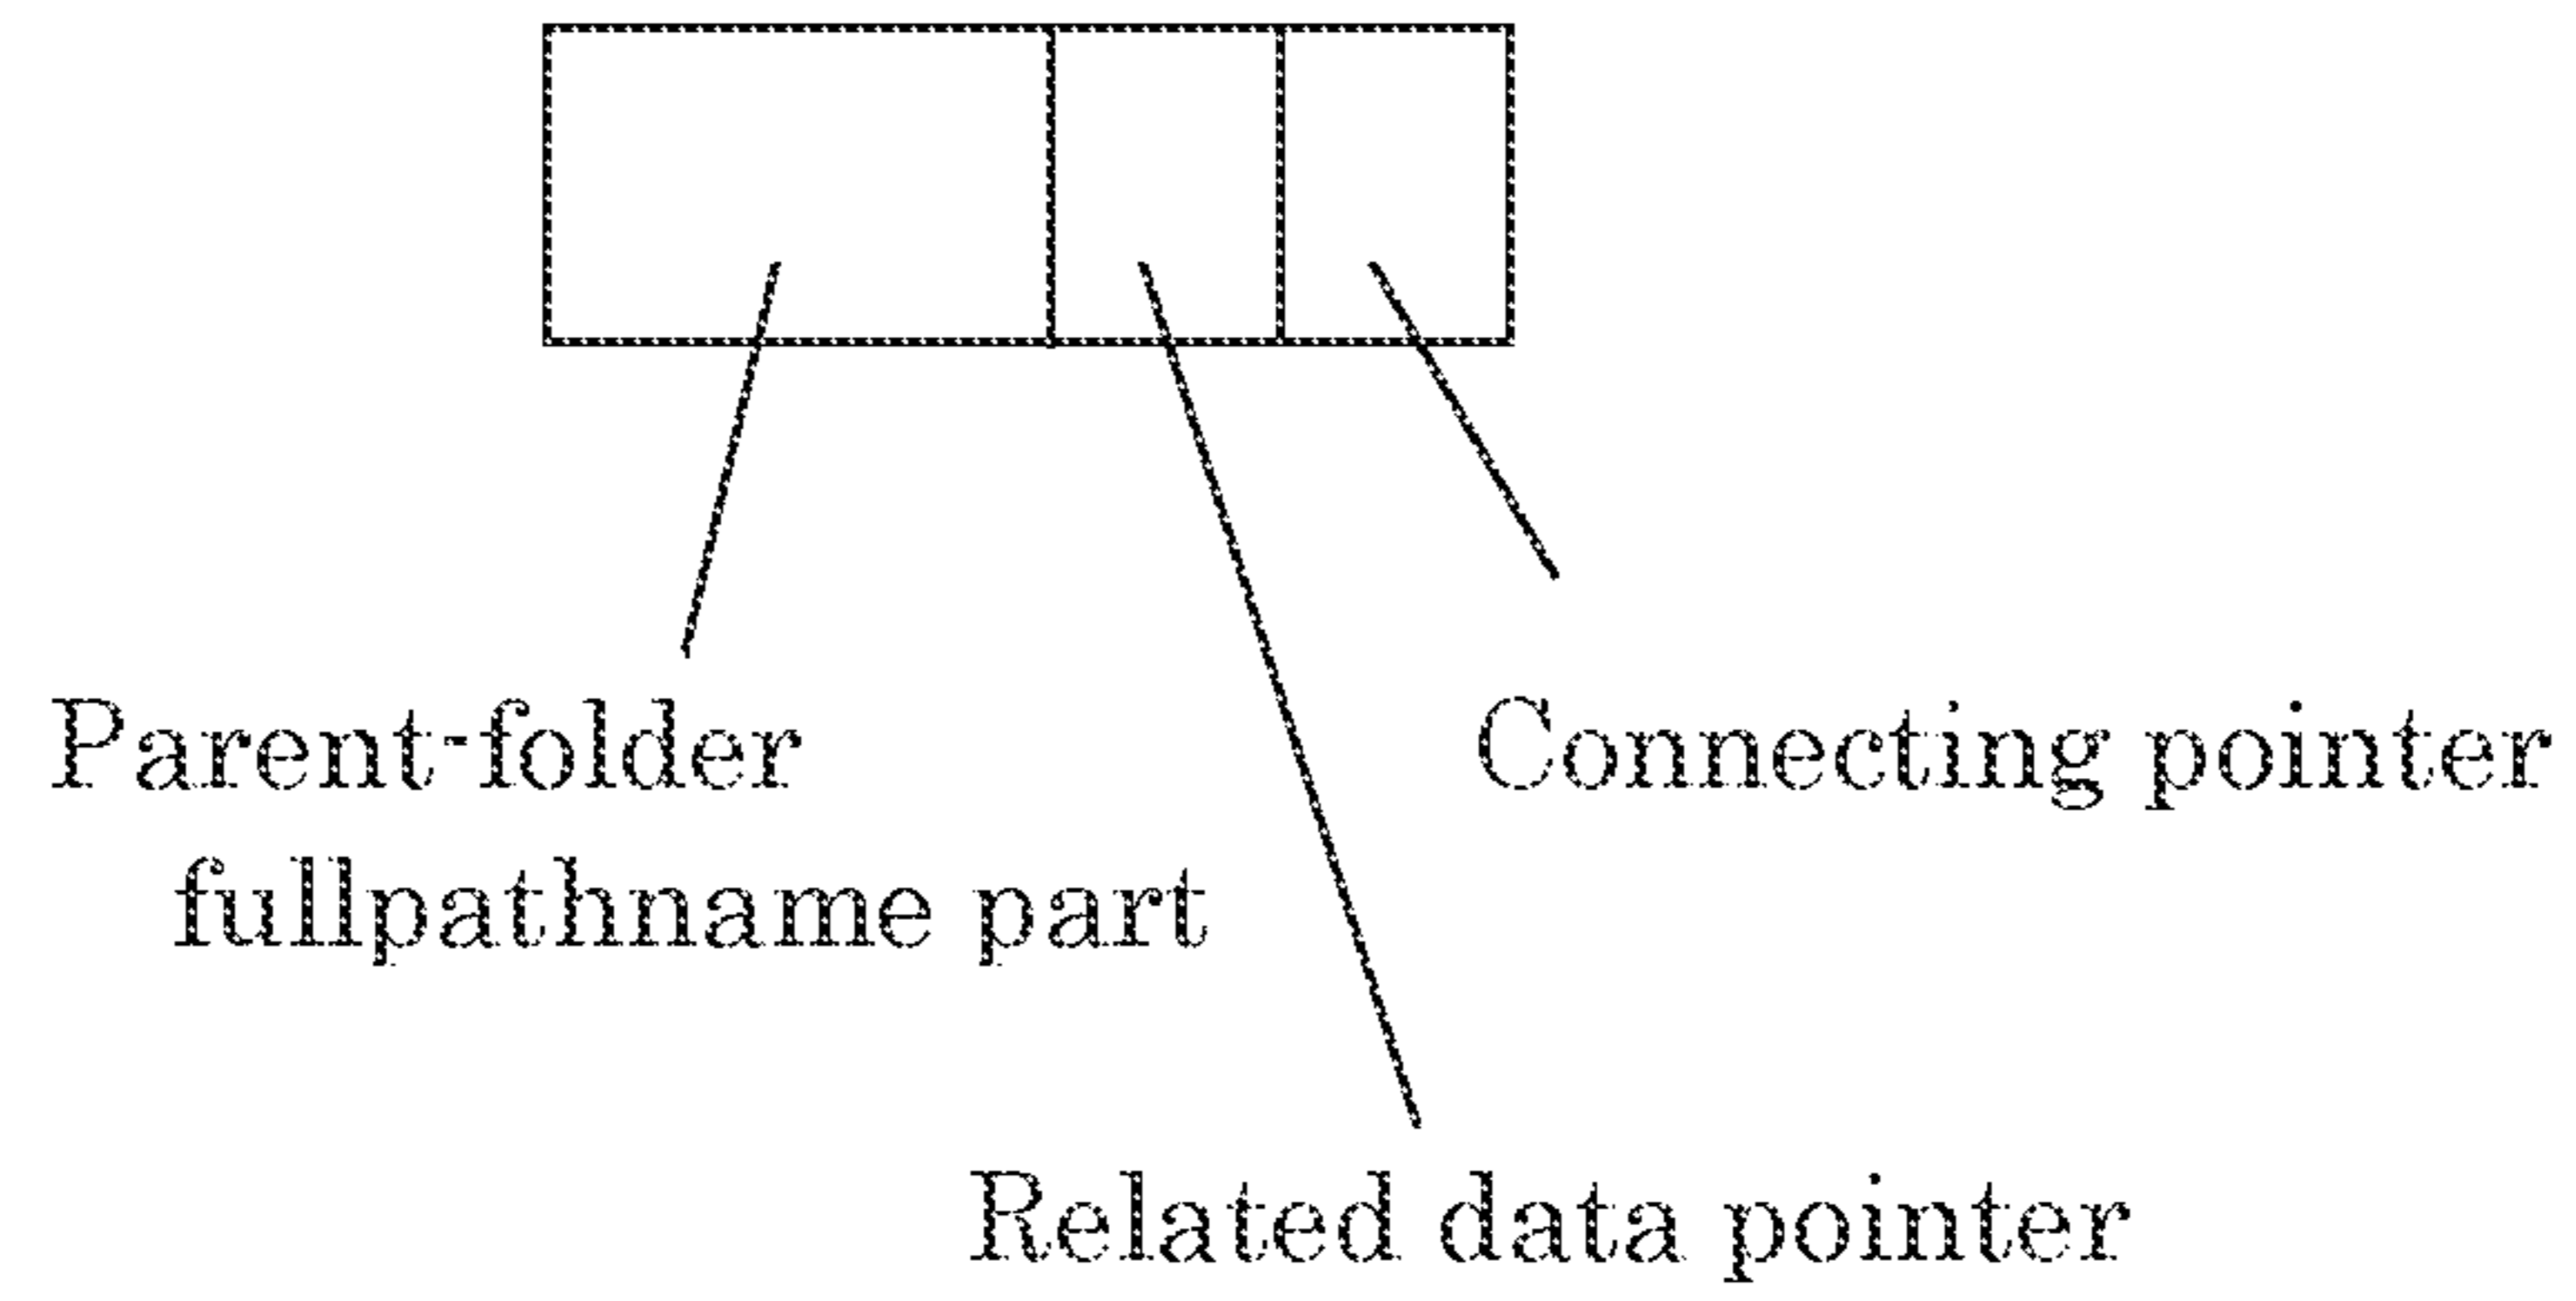 Parent-folder
fullpathname part
Connecting pointer
Related data pointer